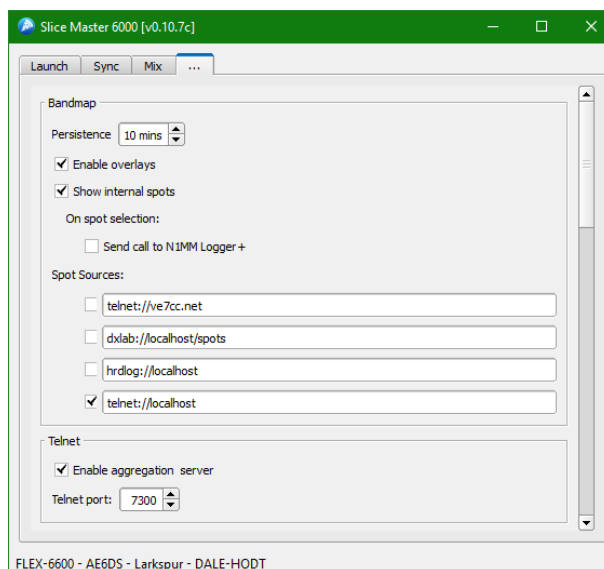 Slice Master 6000 [v0.10.7c]
Launch Sync Mix ...
Bandmap
Persistence 10 mins
Enable overlays
Show internal spots
On spot selection:
Send call to N1MM Logger+
Spot Sources:
telnet://ve7cc.net
dxlab://localhost/spots
hrdlog://localhost
telnet://localhost
Telnet
Enable aggregation server
Telnet port: 7300
FLEX-6600 - AE6DS - Larkspur - DALE-HODT